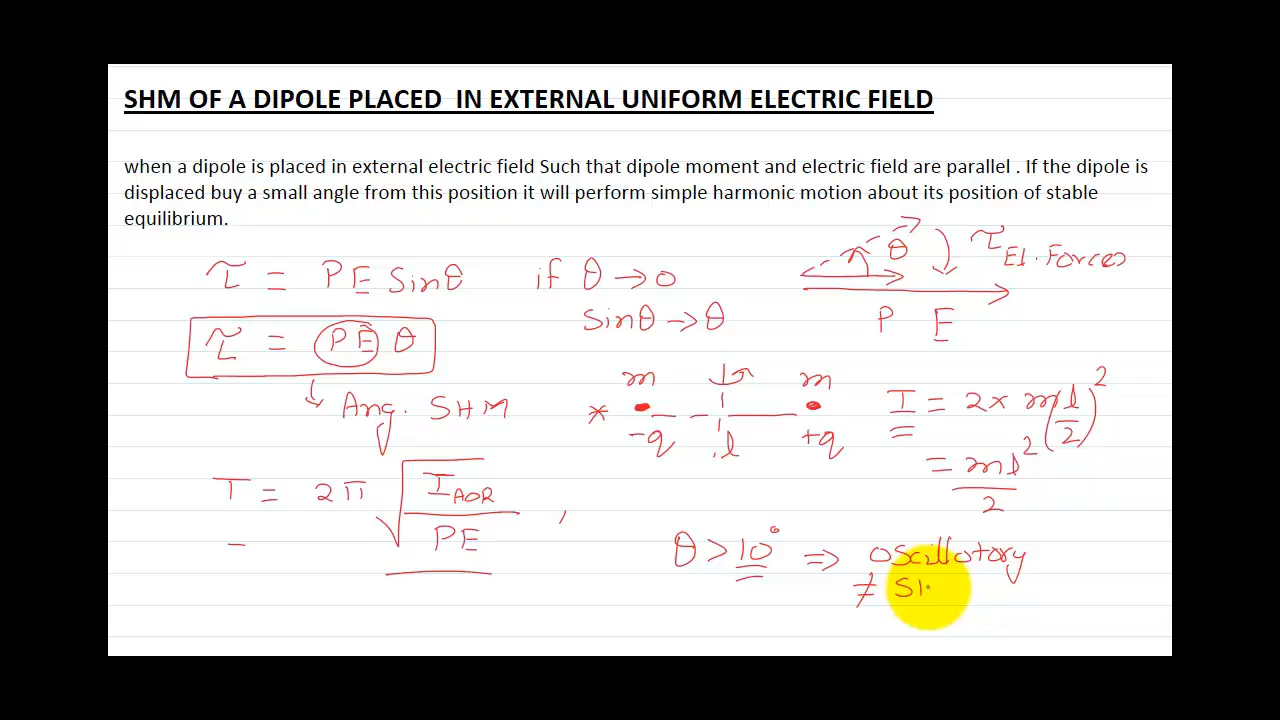 SHM OF A DIPOLE PLACED IN EXTERNAL UNIFORM ELECTRIC FIELD
when a dipole is placed in external electric field Such that dipole moment and electric field are parallel . If the dipole is
displaced buy a small angle from this position it will perform simple harmonic motion about its position of stable
equilibrium.
τ = PE Sinθ if θ → 0
Sinθ → θ
θ τ El. Forces
P E
τ = PE θ
↓ Ang. SHM
m m
* -q l +q
I = 2 × m(l/2)²
= ml²/2
T = 2π √(I AOR / PE) ,
=
θ > 10° ⇒ oscillotory
≠ SH